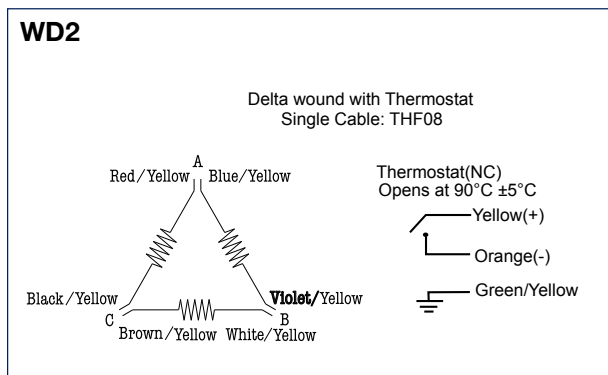 WD2
Delta wound with Thermostat
Single Cable: THF08
A
Red/Yellow Blue/Yellow
Thermostat(NC)
Opens at 90°C ±5°C
Yellow(+)
Orange(-)
Green/Yellow
Black/Yellow Violet/Yellow
C B
Brown/Yellow White/Yellow